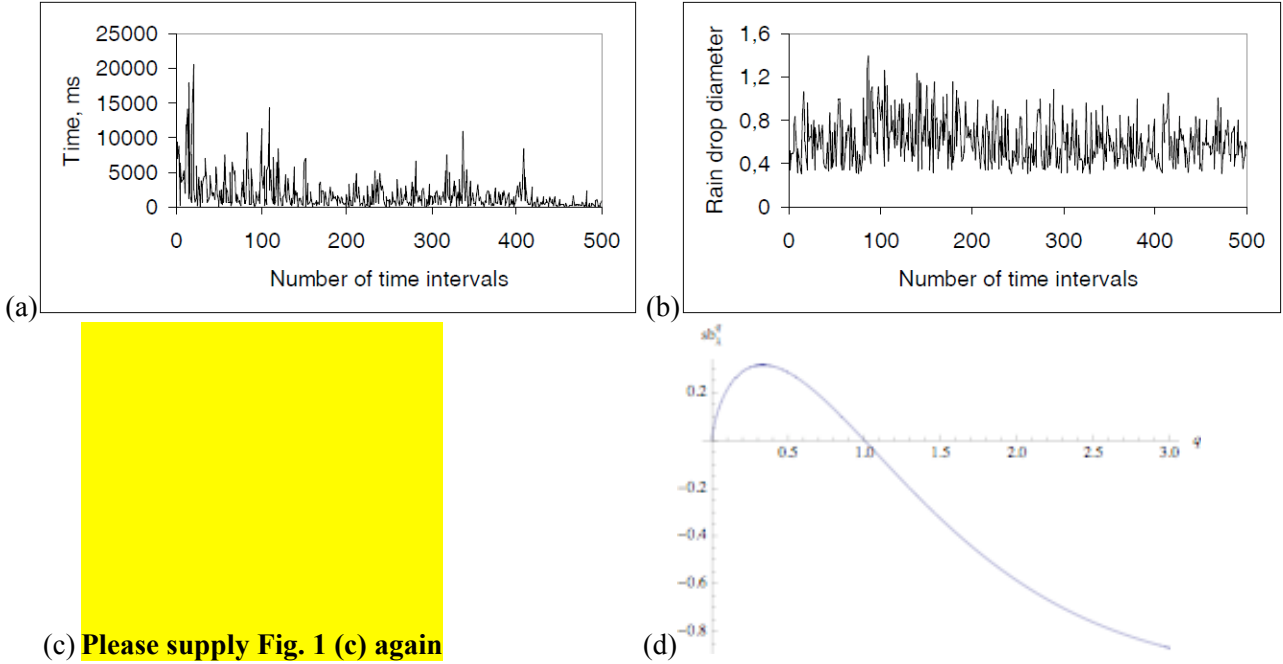 25000
20000
15000
10000
5000
0
Time, ms
0 100 200 300 400 500
Number of time intervals
(a)
1,6
1,2
0,8
0,4
0
Rain drop diameter
0 100 200 300 400 500
Number of time intervals
(b)
(c) Please supply Fig. 1 (c) again
0.2
0.5 1.0 1.5 2.0 2.5 3.0 q
−0.2
−0.4
−0.6
−0.8
(d)